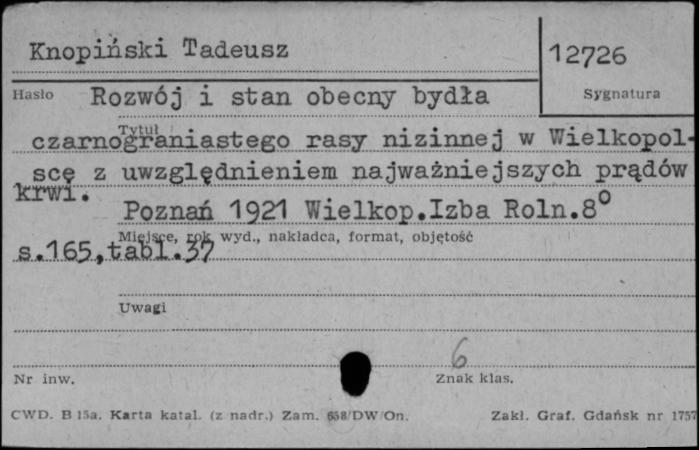 Knopiński Tadeusz
12726
Hasło
Sygnatura
Rozwój i stan obecny bydła
Tytuł
czarnograniastego rasy nizinnej w Wielkopol-
scę z uwzględnieniem najważniejszych prądów
krwi.
Poznań 1921 Wielkop.Izba Roln.8°
Miejsce, rok wyd., nakładca, format, objętość
s.165,tabl.37
Uwagi
6
Nr inw.
Znak klas.
CWD. B 15a. Karta katal. (z nadr.) Zam. 658/DW/On.
Zakł. Graf. Gdańsk nr 1757